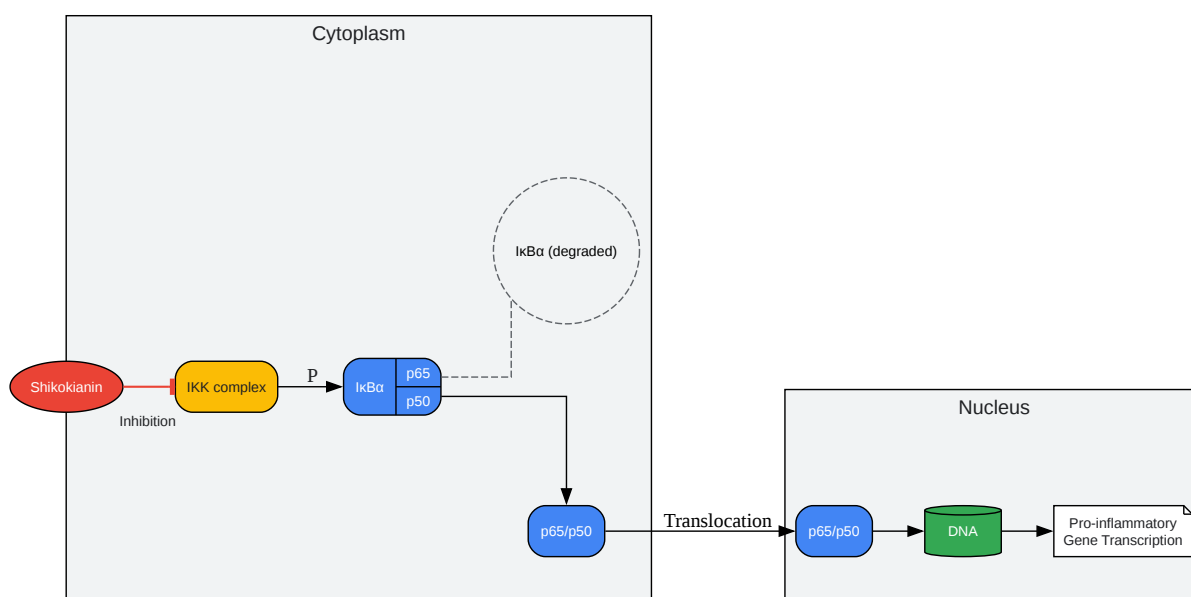 Cytoplasm
IκBα (degraded)
Shikokianin
Inhibition
IKK complex
P
IκBα
p65
p50
p65/p50
Translocation
Nucleus
p65/p50
DNA
Pro-inflammatory
Gene Transcription